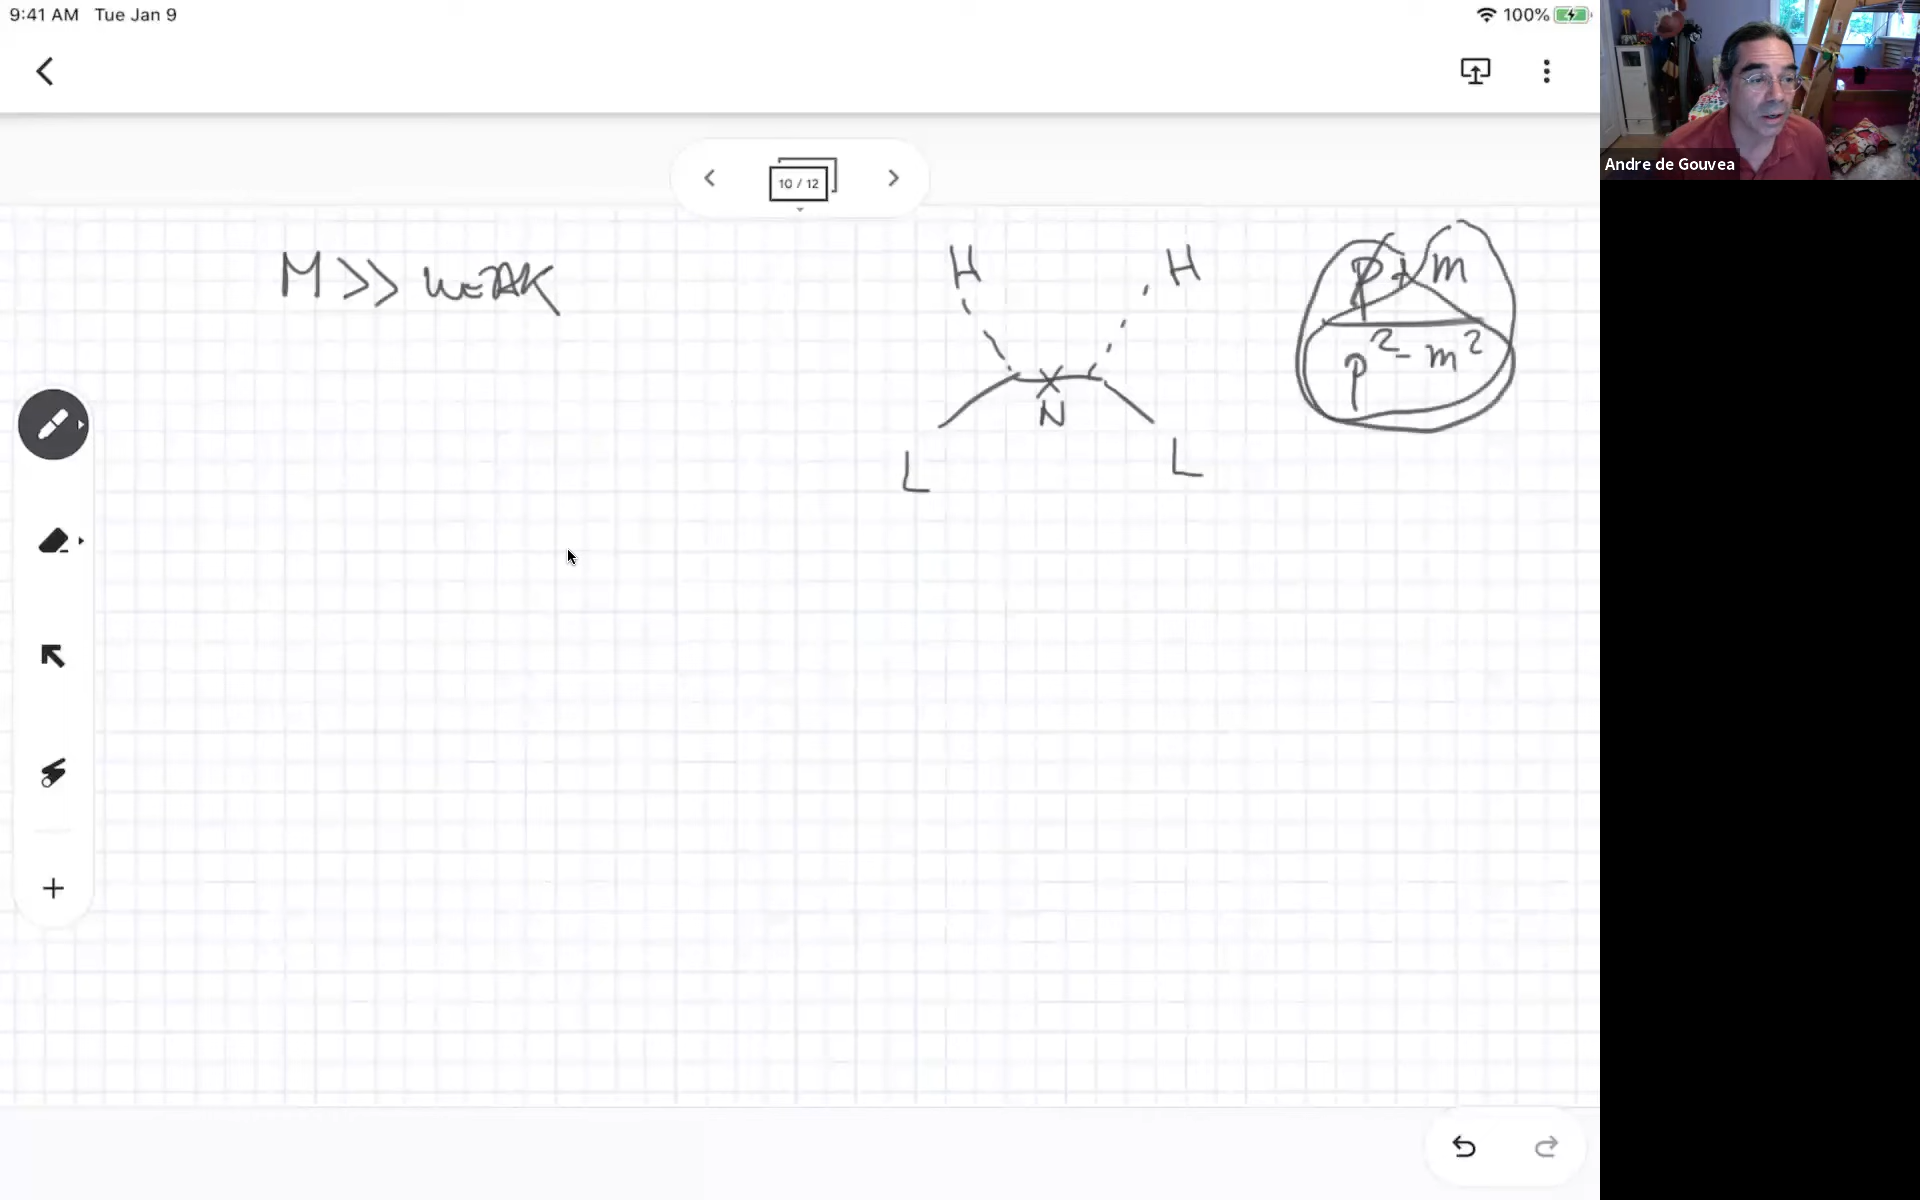 9:41 AM Tue Jan 9
100%
Andre de Gouvea
10 / 12
M >> WEAK
H H
N
L L
p̸ + m
p² - m²